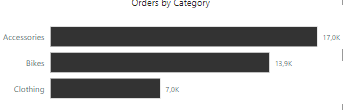 Orders by Category
Accessories 17,0K
Bikes 13,9K
Clothing 7,0K